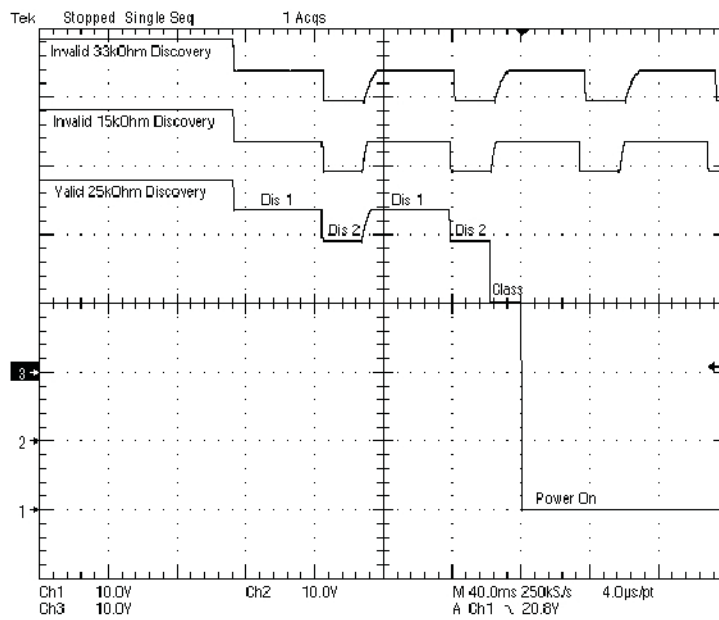 Tek Stopped Single Seq 1 Acqs
Invalid 33kOhm Discovery
Invalid 15kOhm Discovery
Valid 25kOhm Discovery
Dis 1 Dis 1
Dis 2 Dis 2
Class
3
2
Power On
1
Ch1 10.0V Ch2 10.0V M 40.0ms 250kS/s 4.0µs/pt
Ch3 10.0V A Ch1 ↘ 20.8V